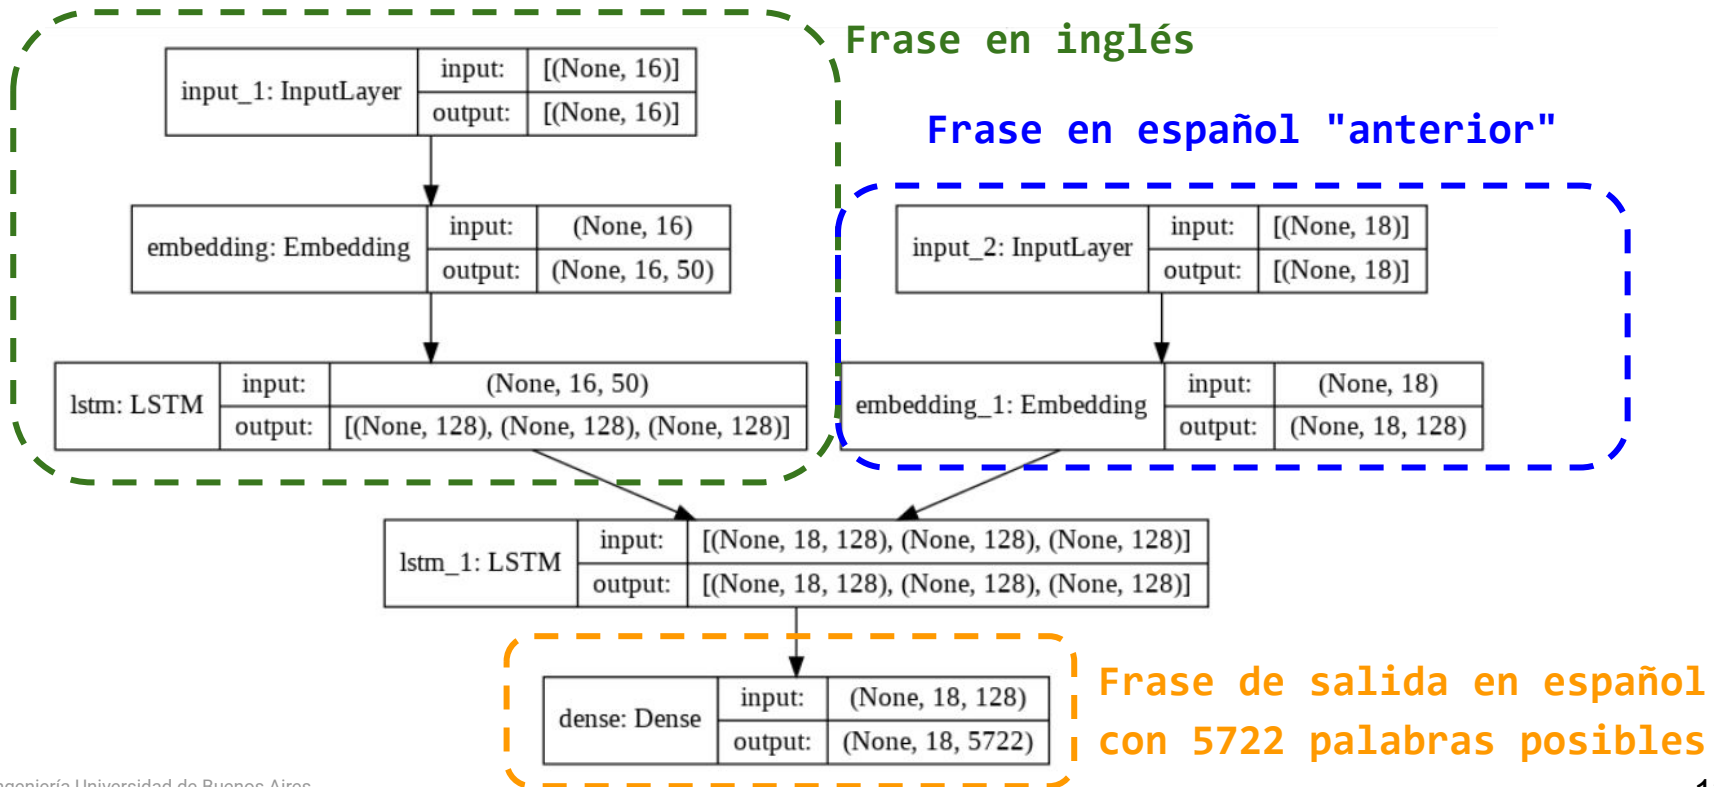 Frase en inglés
input_1: InputLayer
input:
[(None, 16)]
output:
[(None, 16)]
Frase en español "anterior"
embedding: Embedding
input:
(None, 16)
output:
(None, 16, 50)
input_2: InputLayer
input:
[(None, 18)]
output:
[(None, 18)]
lstm: LSTM
input:
(None, 16, 50)
output:
[(None, 128), (None, 128), (None, 128)]
embedding_1: Embedding
input:
(None, 18)
output:
(None, 18, 128)
lstm_1: LSTM
input:
[(None, 18, 128), (None, 128), (None, 128)]
output:
[(None, 18, 128), (None, 128), (None, 128)]
dense: Dense
input:
(None, 18, 128)
output:
(None, 18, 5722)
Frase de salida en español
con 5722 palabras posibles
Universidad de Buenos Aires